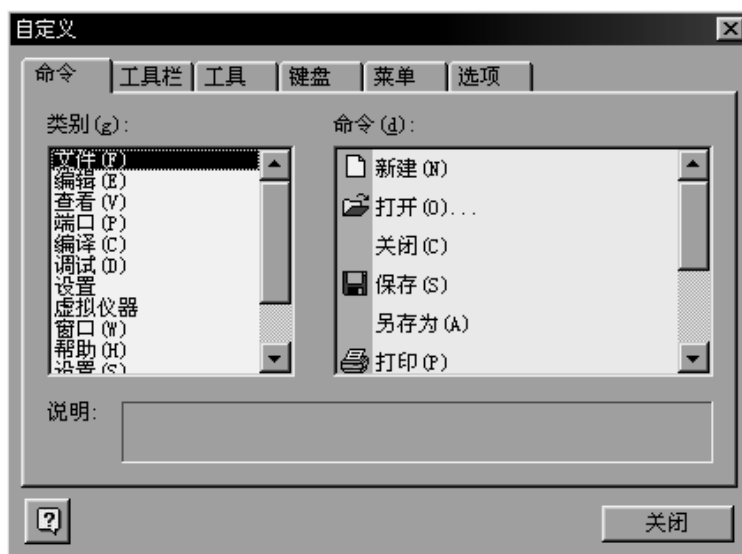 自定义
命令 工具栏 工具 键盘 菜单 选项
类别(g):
文件(F)
编辑(E)
查看(V)
端口(P)
编译(C)
调试(D)
设置
虚拟仪器
窗口(W)
帮助(H)
设置(S)
命令(d):
新建(N)
打开(O)...
关闭(C)
保存(S)
另存为(A)
打印(P)
说明:
关闭